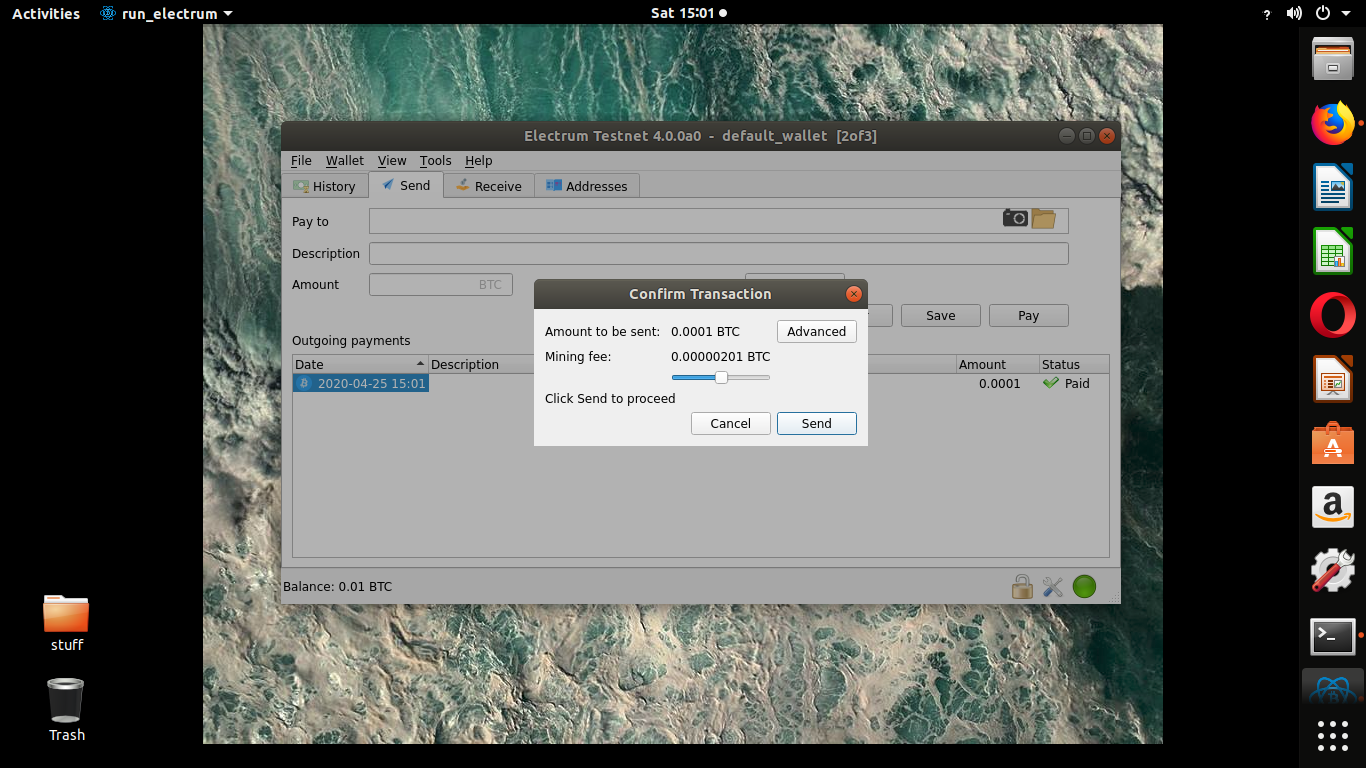 Activities run_electrum Sat 15:01 ?
Electrum Testnet 4.0.0a0 - default_wallet [2of3]
File Wallet View Tools Help
History Send Receive Addresses
Pay to
Description
Amount BTC
Confirm Transaction
Amount to be sent: 0.0001 BTC Advanced
Mining fee: 0.00000201 BTC
Click Send to proceed
Cancel Send
Save Pay
Outgoing payments
Date Description Amount Status
2020-04-25 15:01 0.0001 Paid
Balance: 0.01 BTC
stuff
Trash